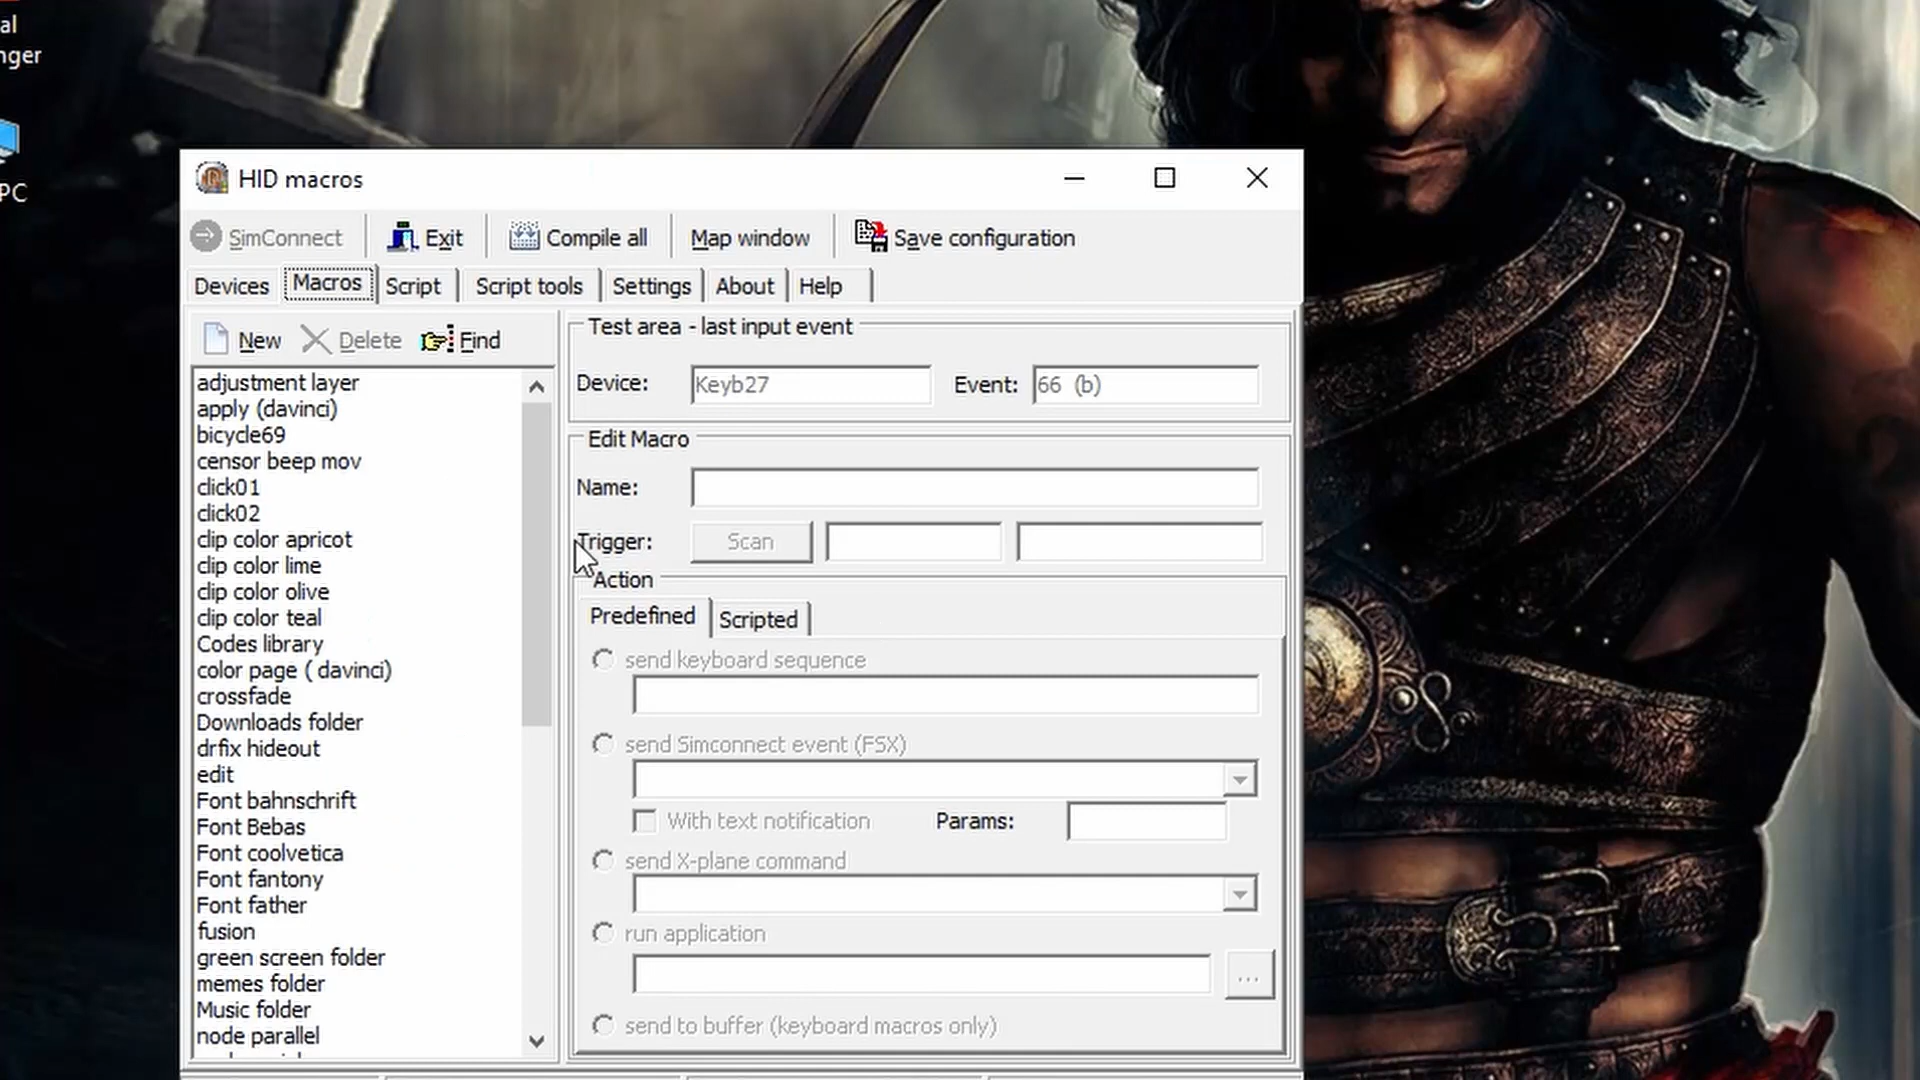 al
nger
PC
HID macros
SimConnect Exit Compile all Map window Save configuration
Devices Macros Script Script tools Settings About Help
New Delete Find
adjustment layer
apply (davinci)
bicycle69
censor beep mov
click01
click02
clip color apricot
clip color lime
clip color olive
clip color teal
Codes library
color page ( davinci)
crossfade
Downloads folder
drfix hideout
edit
Font bahnschrift
Font Bebas
Font coolvetica
Font fantony
Font father
fusion
green screen folder
memes folder
Music folder
node parallel
Test area - last input event
Device: Keyb27 Event: 66 (b)
Edit Macro
Name:
Trigger: Scan
Action
Predefined Scripted
send keyboard sequence
send Simconnect event (FSX)
With text notification Params:
send X-plane command
run application
...
send to buffer (keyboard macros only)